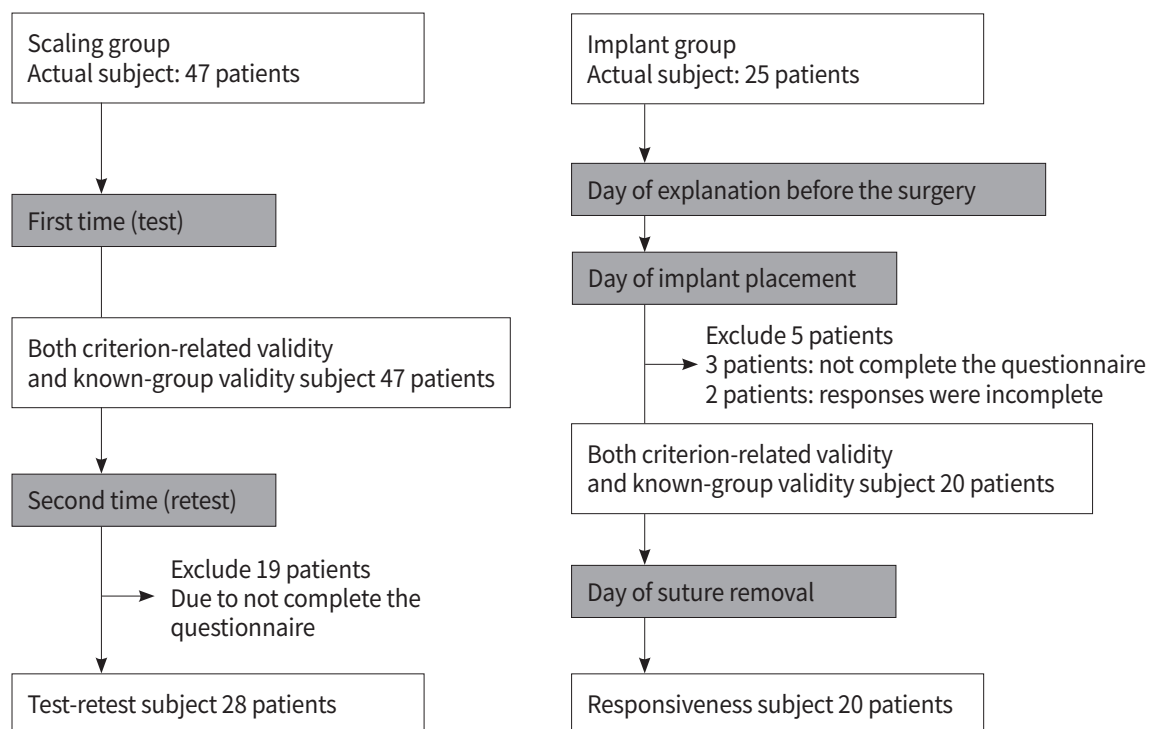 Scaling group
Actual subject: 47 patients
First time (test)
Both criterion-related validity
and known-group validity subject 47 patients
Second time (retest)
Exclude 19 patients
Due to not complete the
questionnaire
Test-retest subject 28 patients
Implant group
Actual subject: 25 patients
Day of explanation before the surgery
Day of implant placement
Exclude 5 patients
3 patients: not complete the questionnaire
2 patients: responses were incomplete
Both criterion-related validity
and known-group validity subject 20 patients
Day of suture removal
Responsiveness subject 20 patients